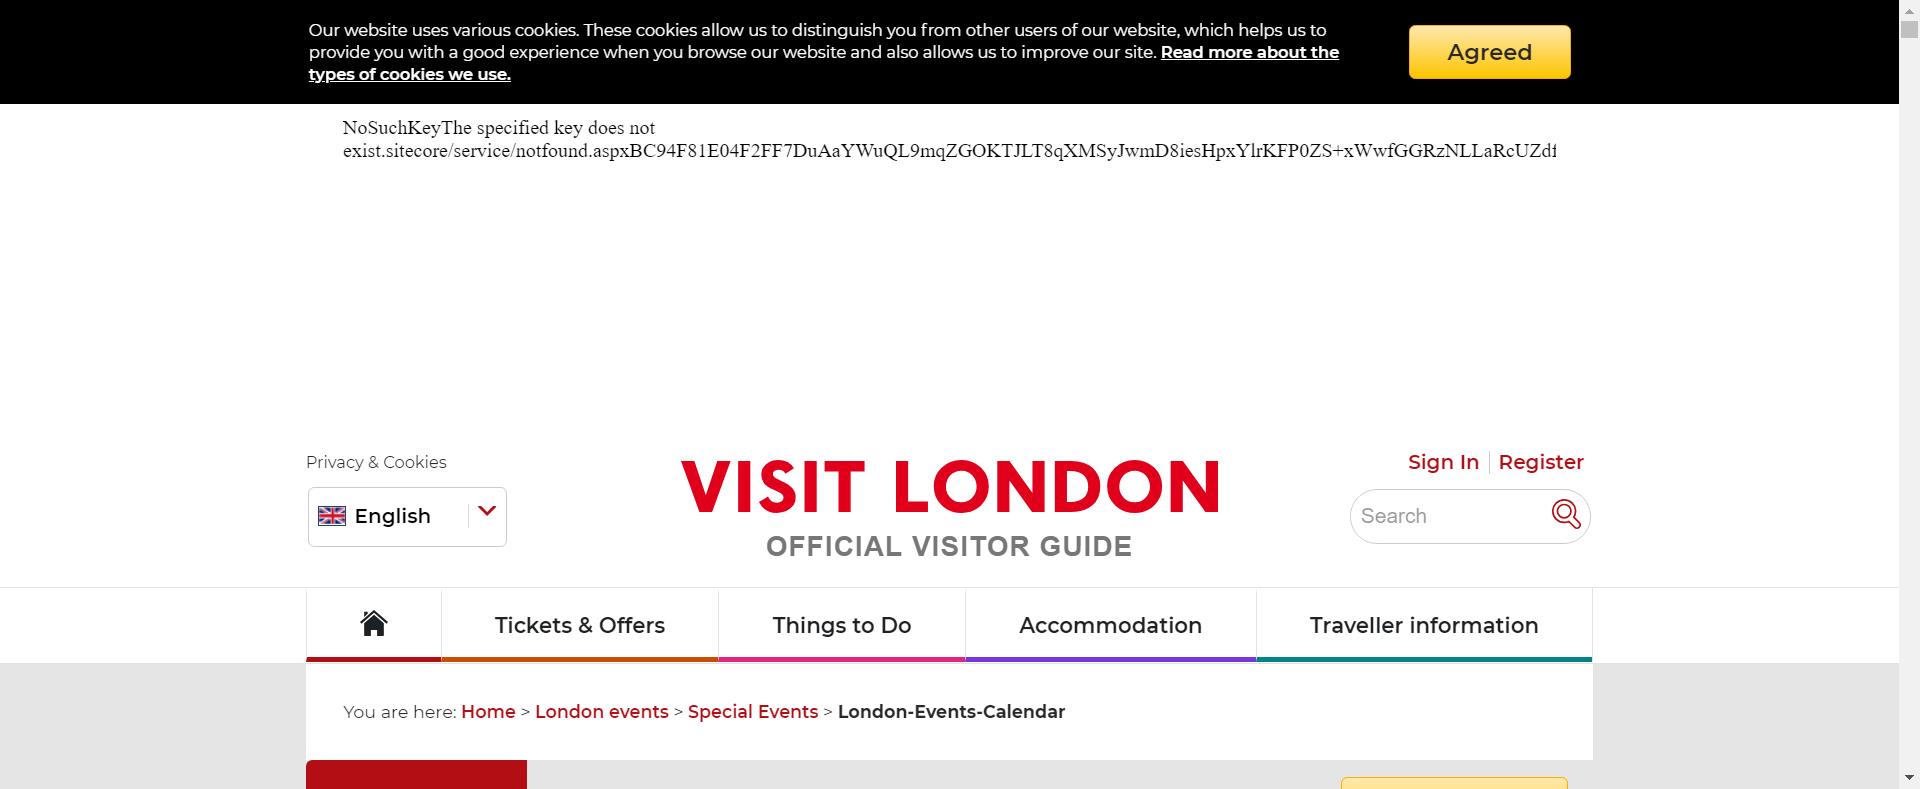 Our website uses various cookies. These cookies allow us to distinguish you from other users of our website, which helps us to
provide you with a good experience when you browse our website and also allows us to improve our site. Read more about the
types of cookies we use.
Agreed
NoSuchKeyThe specified key does not
exist.sitecore/service/notfound.aspxBC94F81E04F2FF7DuAaYWuQL9mqZGOKTJLT8qXMSyJwmD8iesHpxYlrKFP0ZS+xWwfGGRzNLLaRcUZdf
Privacy & Cookies
English
VISIT LONDON
OFFICIAL VISITOR GUIDE
Sign In
Register
Search
Tickets & Offers
Things to Do
Accommodation
Traveller information
You are here: Home > London events > Special Events > London-Events-Calendar